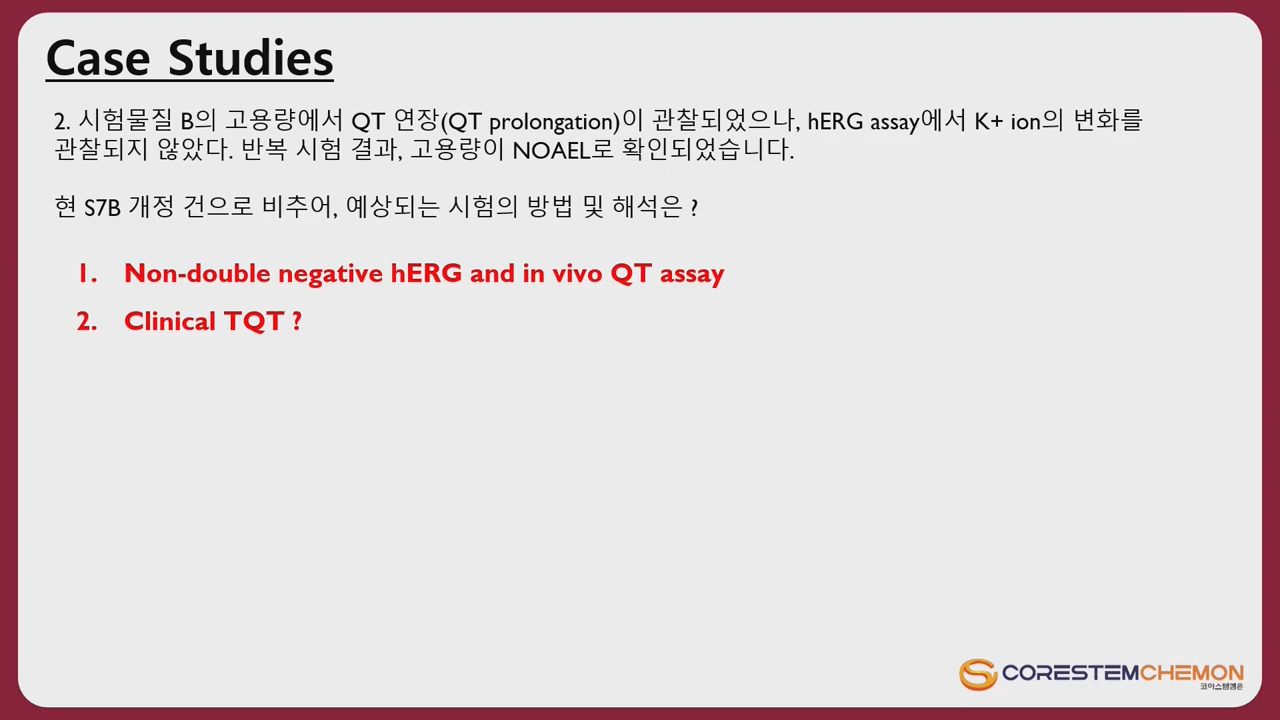 Case Studies
2. 시험물질 B의 고용량에서 QT 연장(QT prolongation)이 관찰되었으나, hERG assay에서 K+ ion의 변화를
관찰되지 않았다. 반복 시험 결과, 고용량이 NOAEL로 확인되었습니다.
현 S7B 개정 건으로 비추어, 예상되는 시험의 방법 및 해석은 ?
1. Non-double negative hERG and in vivo QT assay
2. Clinical TQT ?
CORESTEMCHEMON
코아스템켐온